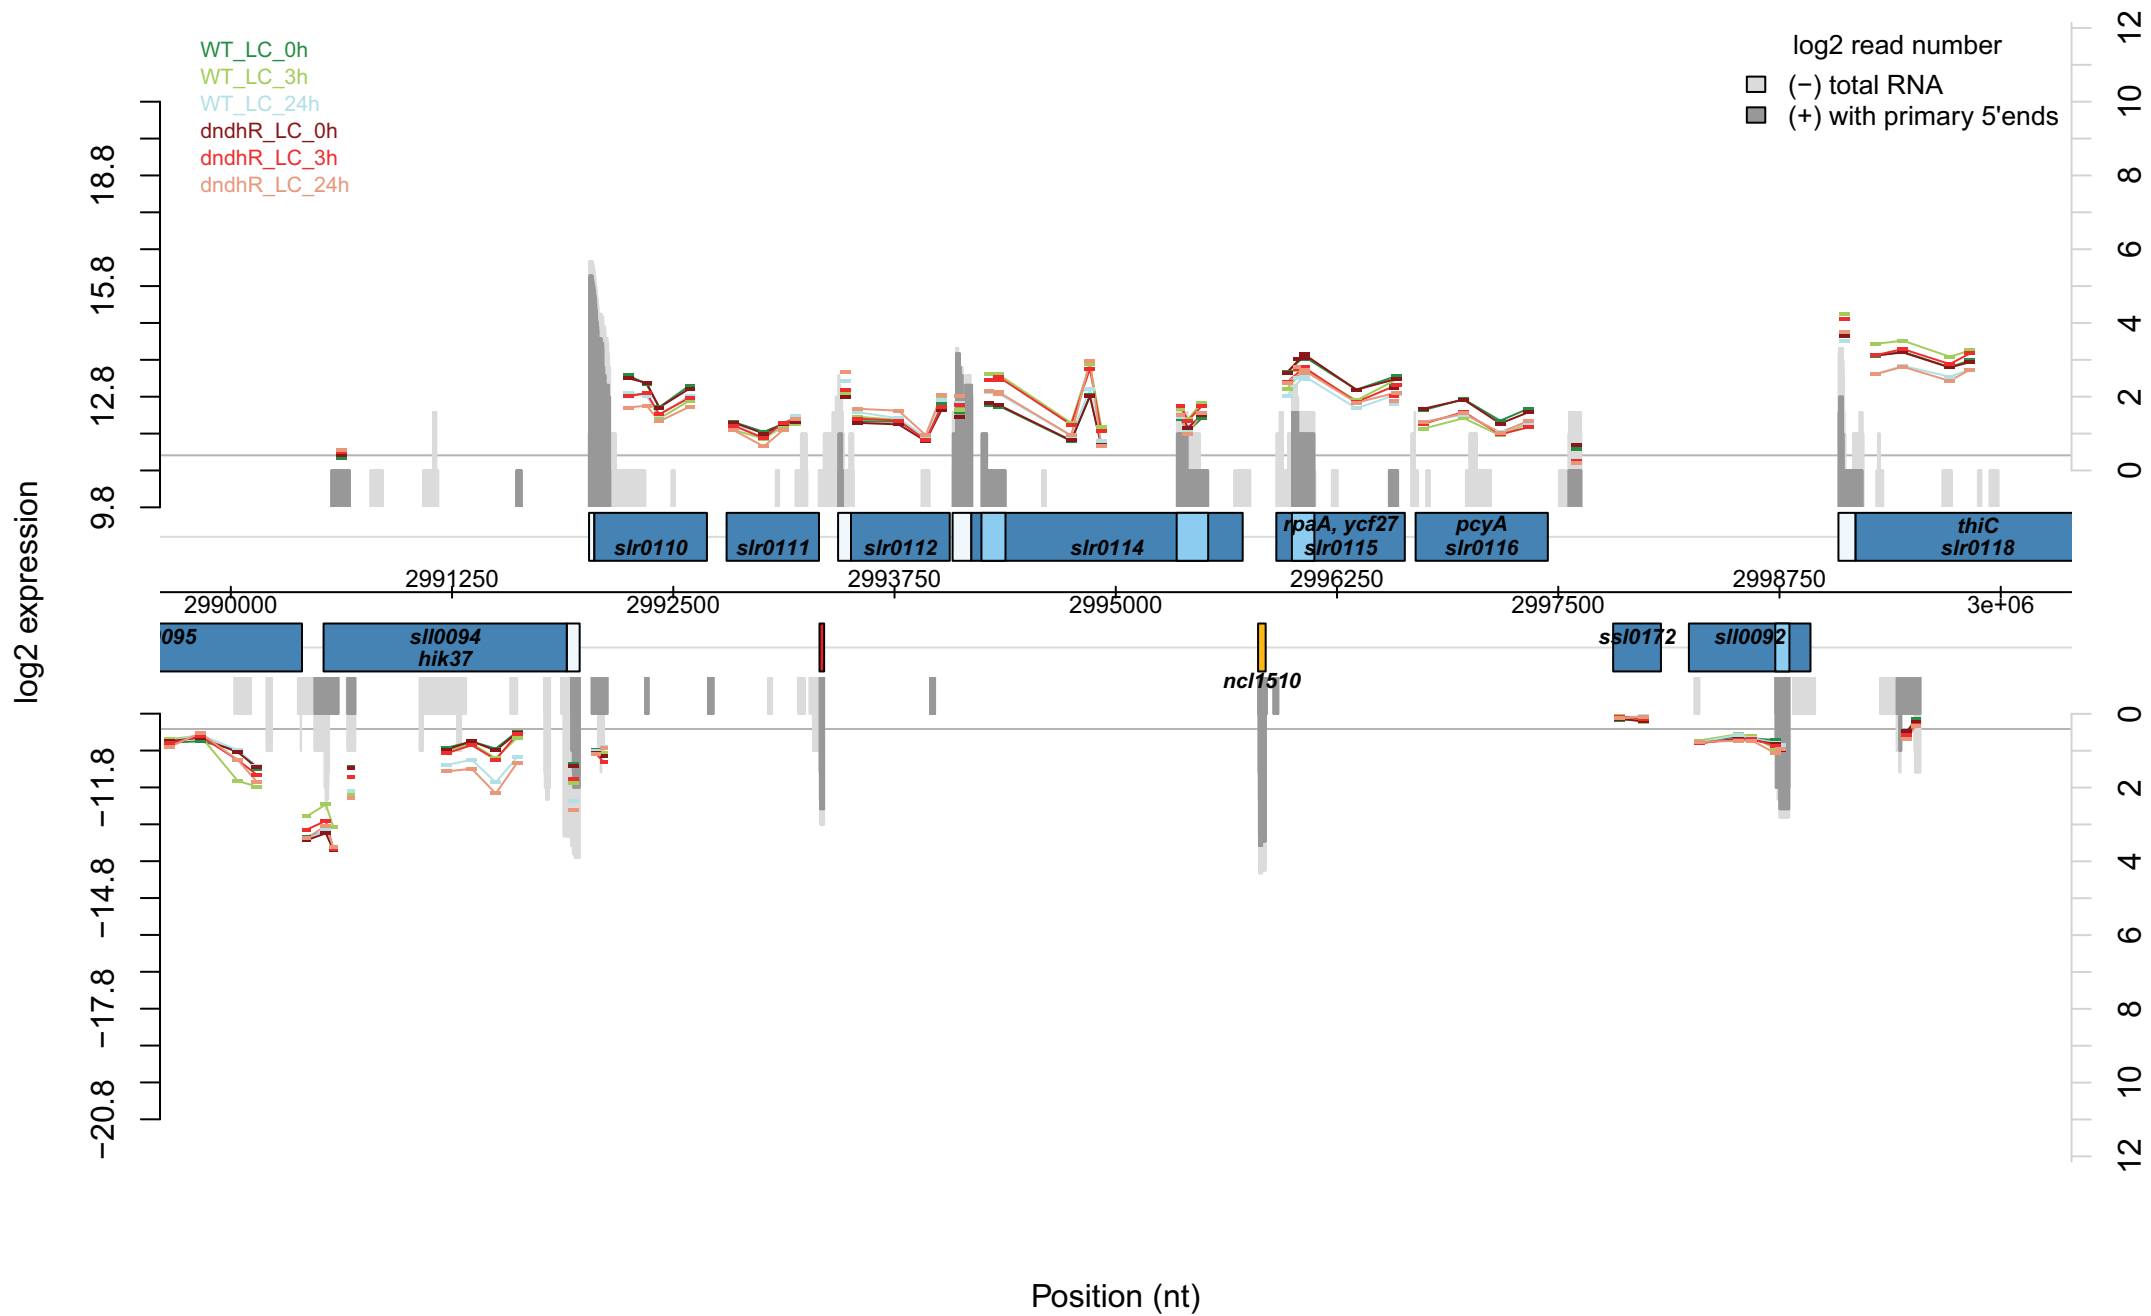 WT_LC_0h
WT_LC_3h
WT_LC_24h
dndhR_LC_0h
dndhR_LC_3h
dndhR_LC_24h
log2 read number
(−) total RNA
(+) with primary 5'ends
log2 expression
18.8
15.8
12.8
9.8
12
10
8
6
4
2
0
rpaA, ycf27
pcyA
thiC
slr0110
slr0111
slr0112
slr0114
slr0115
slr0116
slr0118
2991250
2993750
2996250
2998750
2990000
2992500
2995000
2997500
3e+06
095
sll0094
hik37
ssl0172
sll0092
ncl1510
−11.8
−14.8
−17.8
−20.8
0
2
4
6
8
10
12
Position (nt)